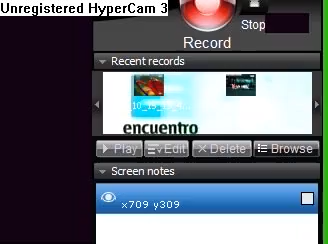 Unregistered HyperCam 3
Stop
Record
Recent records
encuentro
Play Edit Delete Browse
Screen notes
x709 y309